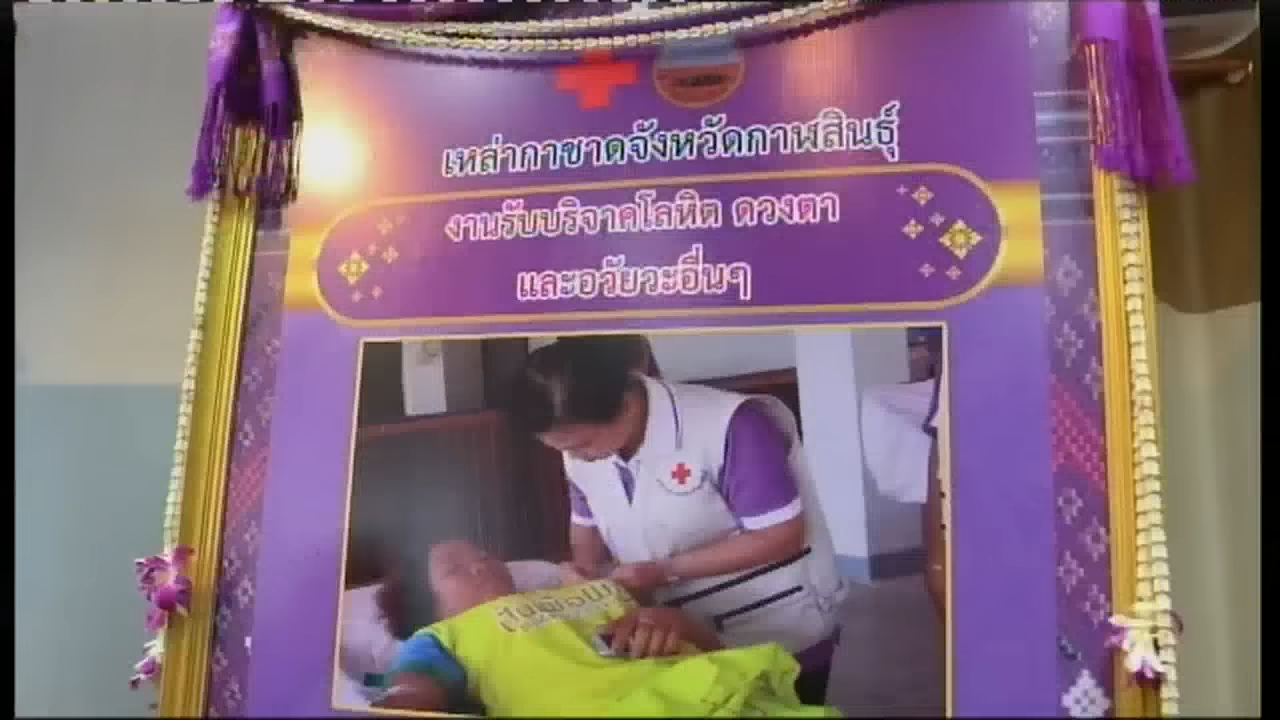 เหล่ากาชาดจังหวัดกาฬสินธุ์
งานรับบริจาคโลหิต ดวงตา
และอวัยวะอื่นๆ